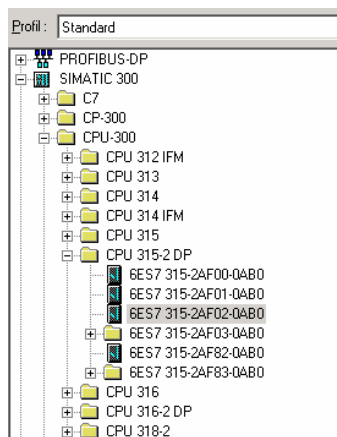 Profil: Standard
PROFIBUS-DP
SIMATIC 300
C7
CP-300
CPU-300
CPU 312 IFM
CPU 313
CPU 314
CPU 314 IFM
CPU 315
CPU 315-2 DP
6ES7 315-2AF00-0AB0
6ES7 315-2AF01-0AB0
6ES7 315-2AF02-0AB0
6ES7 315-2AF03-0AB0
6ES7 315-2AF82-0AB0
6ES7 315-2AF83-0AB0
CPU 316
CPU 316-2 DP
CPU 318-2